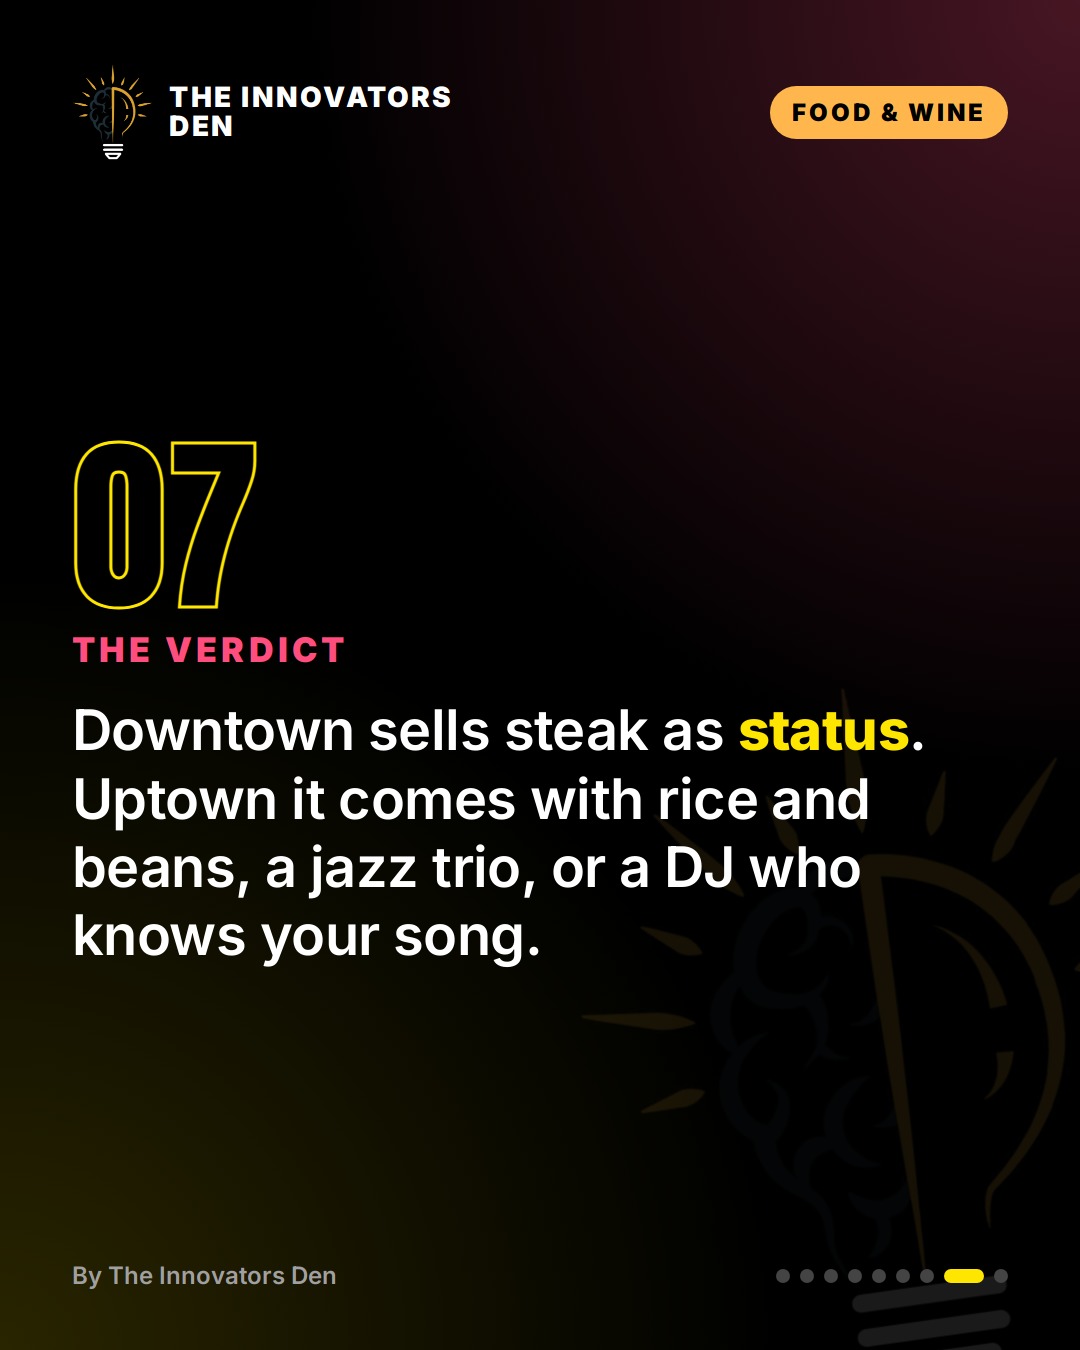 THE INNOVATORS
DEN
FOOD & WINE
07
THE VERDICT
Downtown sells steak as status.
Uptown it comes with rice and
beans, a jazz trio, or a DJ who
knows your song.
By The Innovators Den